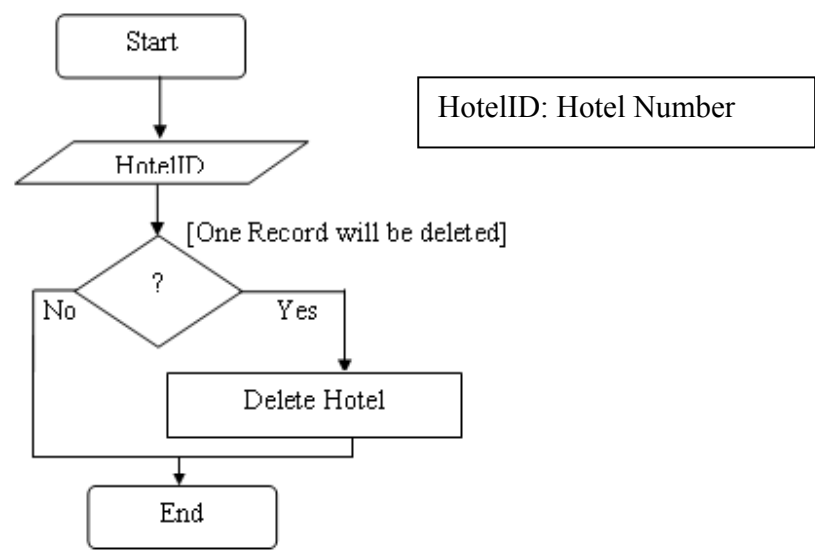 Start
HotelID: Hotel Number
HotelID
[One Record will be deleted]
?
No
Yes
Delete Hotel
End